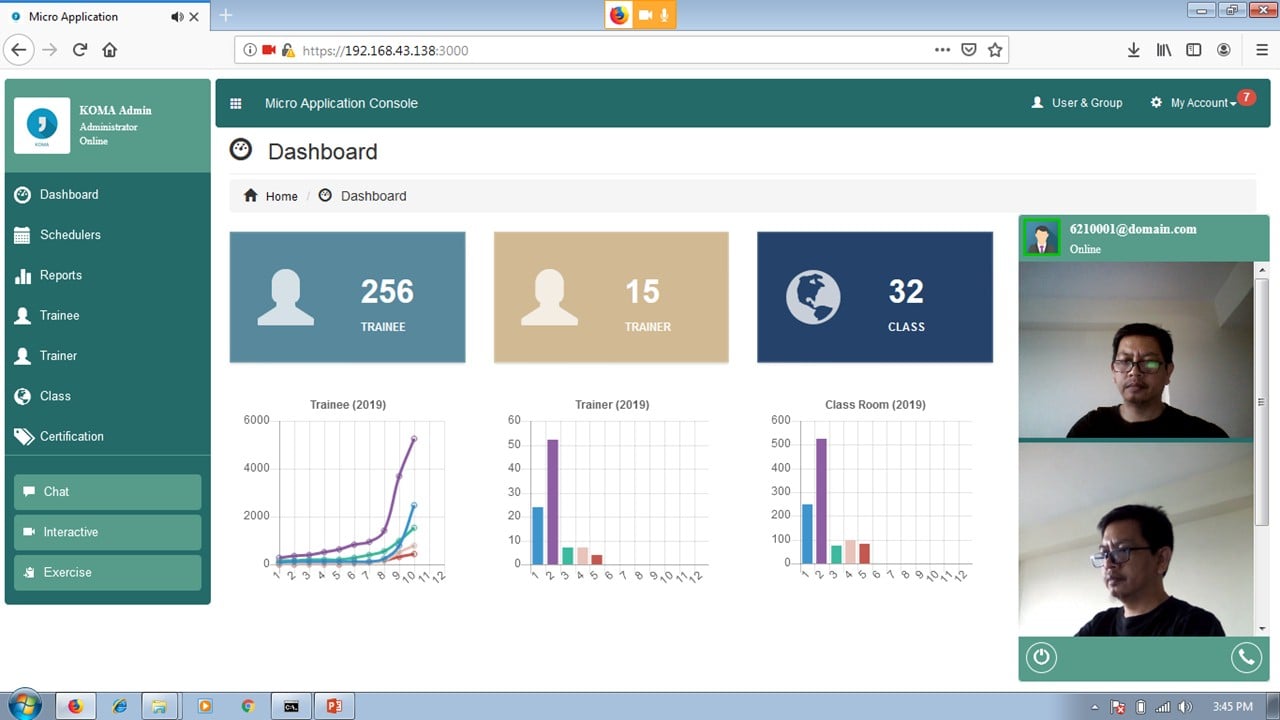 Micro Application
https://192.168.43.138:3000
KOMA Admin
Administrator
Online
KOMA
Micro Application Console
User & Group
My Account
7
Dashboard
Home / Dashboard
Dashboard
Schedulers
Reports
Trainee
Trainer
Class
Certification
Chat
Interactive
Exercise
256
TRAINEE
15
TRAINER
32
CLASS
Trainee (2019)
6000
4000
2000
0
1 2 3 4 5 6 7 8 9 10 11 12
Trainer (2019)
60
50
40
30
20
10
0
1 2 3 4 5 6 7 8 9 10 11 12
Class Room (2019)
600
500
400
300
200
100
0
1 2 3 4 5 6 7 8 9 10 11 12
6210001@domain.com
Online
3:45 PM